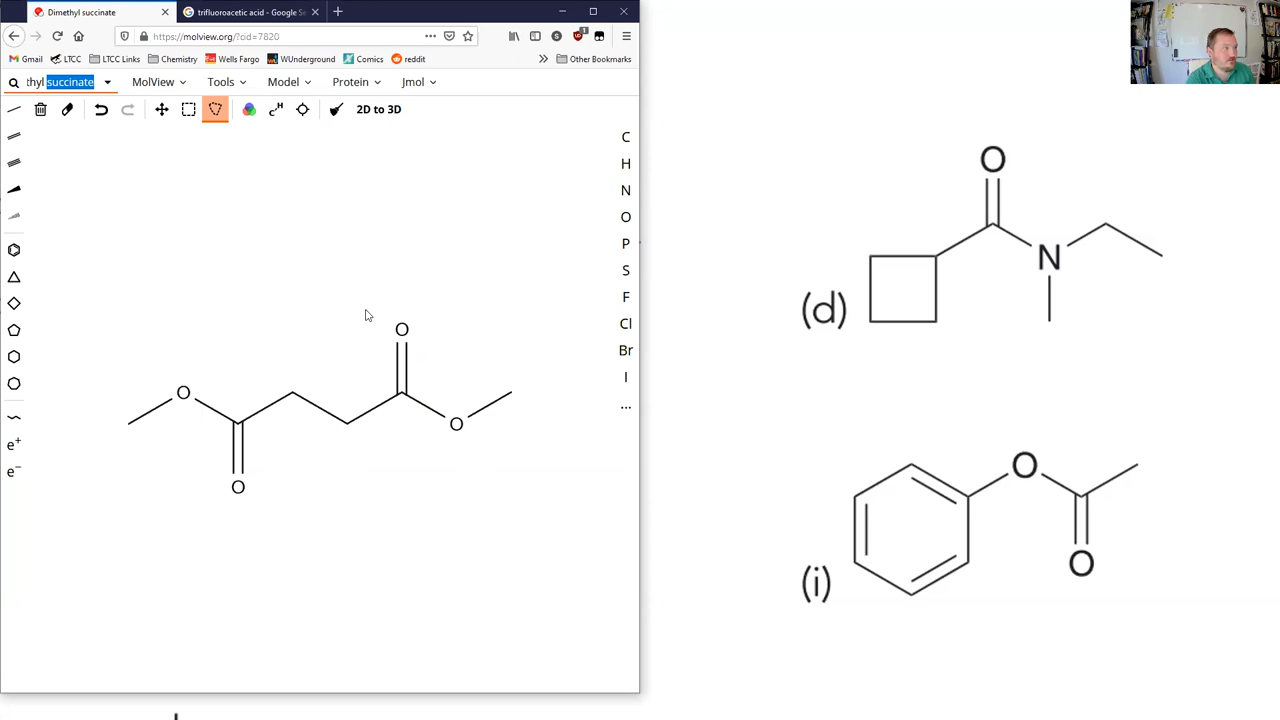 Dimethyl succinate
trifluoroacetic acid - Google Se
https://molview.org/?cid=7820
Gmail LTCC LTCC Links Chemistry Wells Fargo WUnderground Comics reddit Other Bookmarks
thyl succinate MolView Tools Model Protein Jmol
2D to 3D
C
H
N
O
P
S
F
Cl
Br
I
...
e+
e-
O
O
O
O
O
N
(d)
O
O
(i)